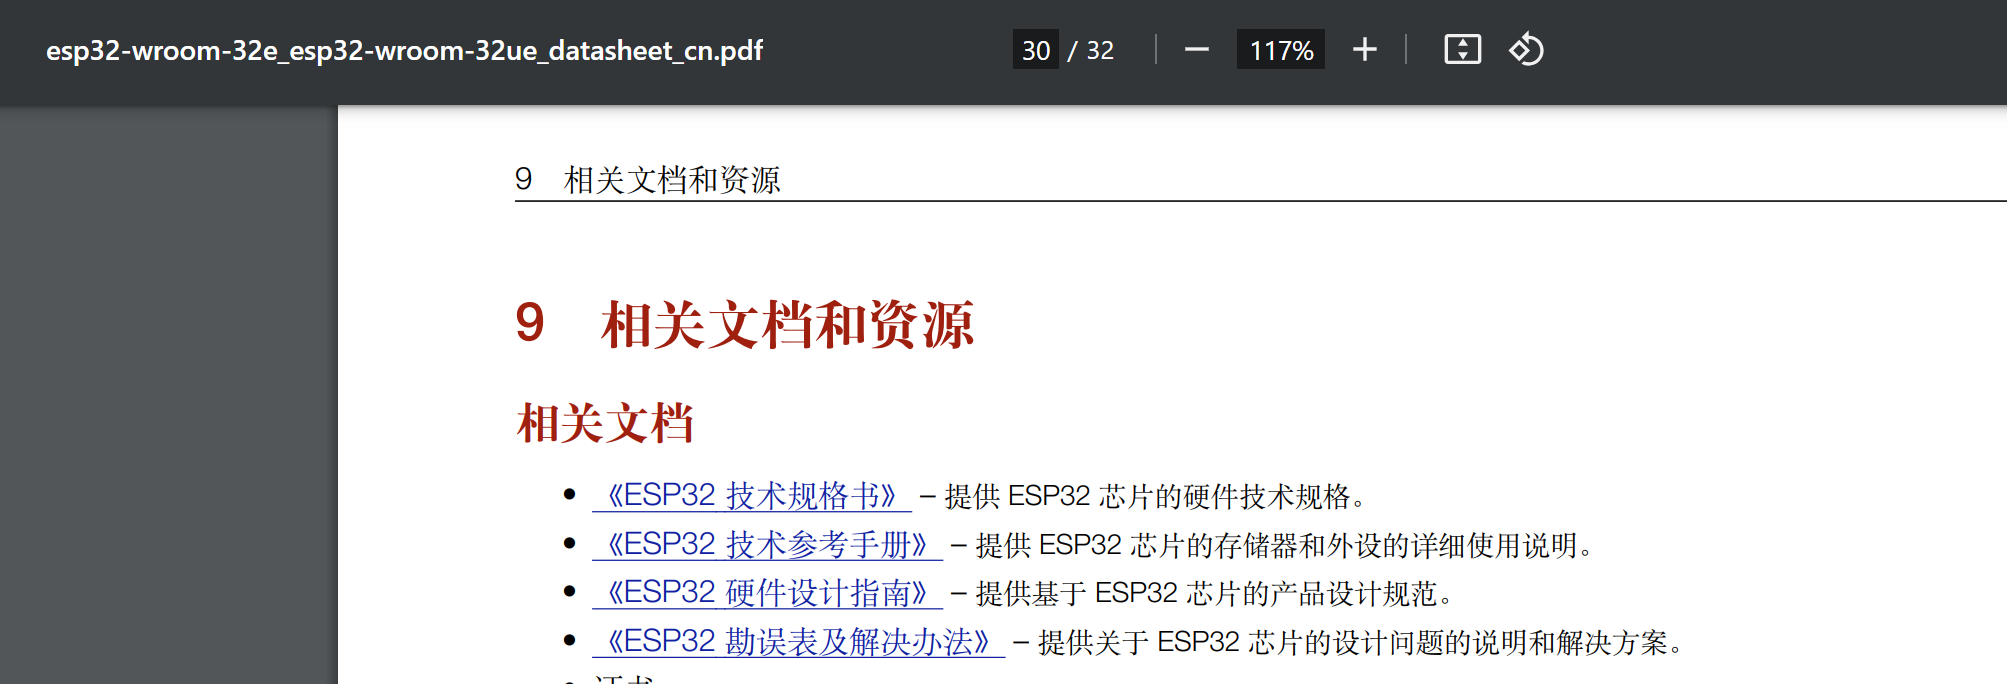 esp32-wroom-32e_esp32-wroom-32ue_datasheet_cn.pdf 30 / 32 117%
9 相关文档和资源
9 相关文档和资源
相关文档
• 《ESP32 技术规格书》 – 提供 ESP32 芯片的硬件技术规格。
• 《ESP32 技术参考手册》 – 提供 ESP32 芯片的存储器和外设的详细使用说明。
• 《ESP32 硬件设计指南》 – 提供基于 ESP32 芯片的产品设计规范。
• 《ESP32 勘误表及解决办法》 – 提供关于 ESP32 芯片的设计问题的说明和解决方案。